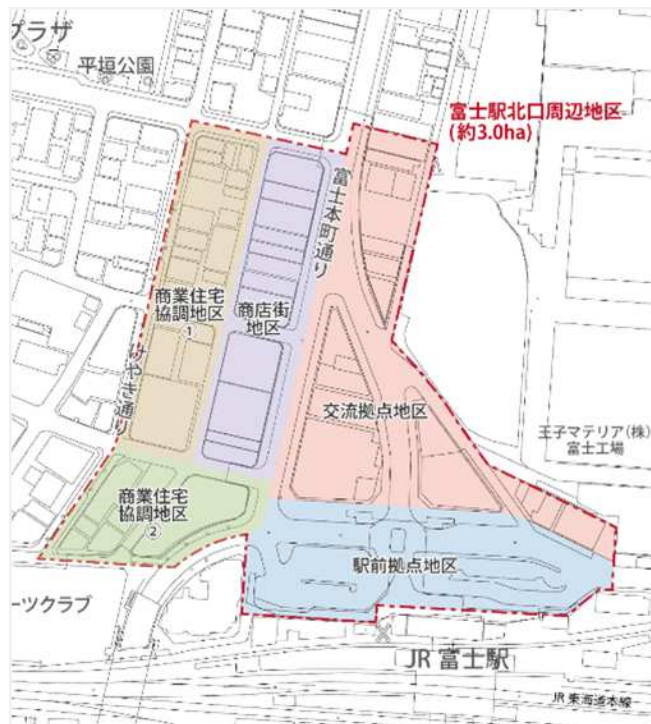 プラザ
平垣公園
富士駅北口周辺地区
(約3.0ha)
富士本町通り
商業住宅
協調地区
①
商店街
地区
けやき通り
交流拠点地区
王子マテリア(株)
富士工場
商業住宅
協調地区
②
駅前拠点地区
ーツクラブ
JR 富士駅
JR 東海道本線